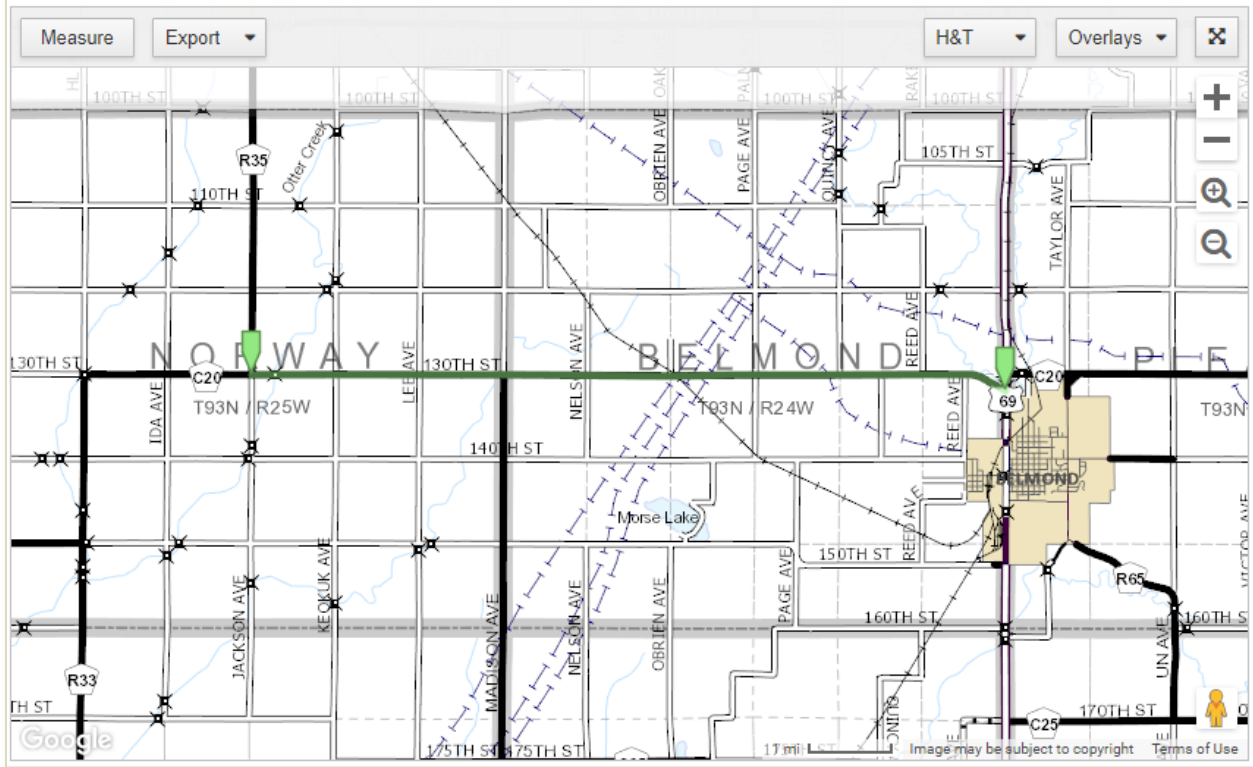 Measure
Export
H&T
Overlays
100TH ST
100TH ST
OAK
PALM
100TH ST
100TH ST
HL
R35
Otter Creek
OBRIEN AVE
PAGE AVE
105TH ST
110TH ST
TAYLOR AVE
NORWAY
BELMOND
130TH ST
C20
IDA AVE
T93N / R25W
LEE AVE
130TH ST
NELSON AVE
T93N / R24W
REED AVE
REED AVE
C20
69
T93N
140TH ST
BELMOND
Morse Lake
REED AVE
150TH ST
PAGE AVE
VICTOR AVE
R65
KEOKUK AVE
JACKSON AVE
MADISON AVE
NELSON AVE
OBRIEN AVE
160TH ST
160TH ST
UN AVE
R33
TH ST
170TH ST
C25
175TH ST
175TH ST
Google
1 mi
Image may be subject to copyright
Terms of Use